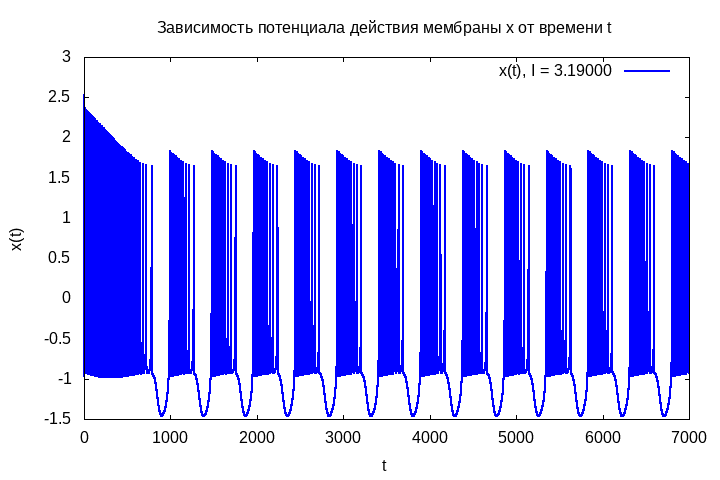 Зависимость потенциала действия мембраны x от времени t
x(t), I = 3.19000
3
2.5
2
1.5
1
0.5
0
-0.5
-1
-1.5
x(t)
0 1000 2000 3000 4000 5000 6000 7000
t